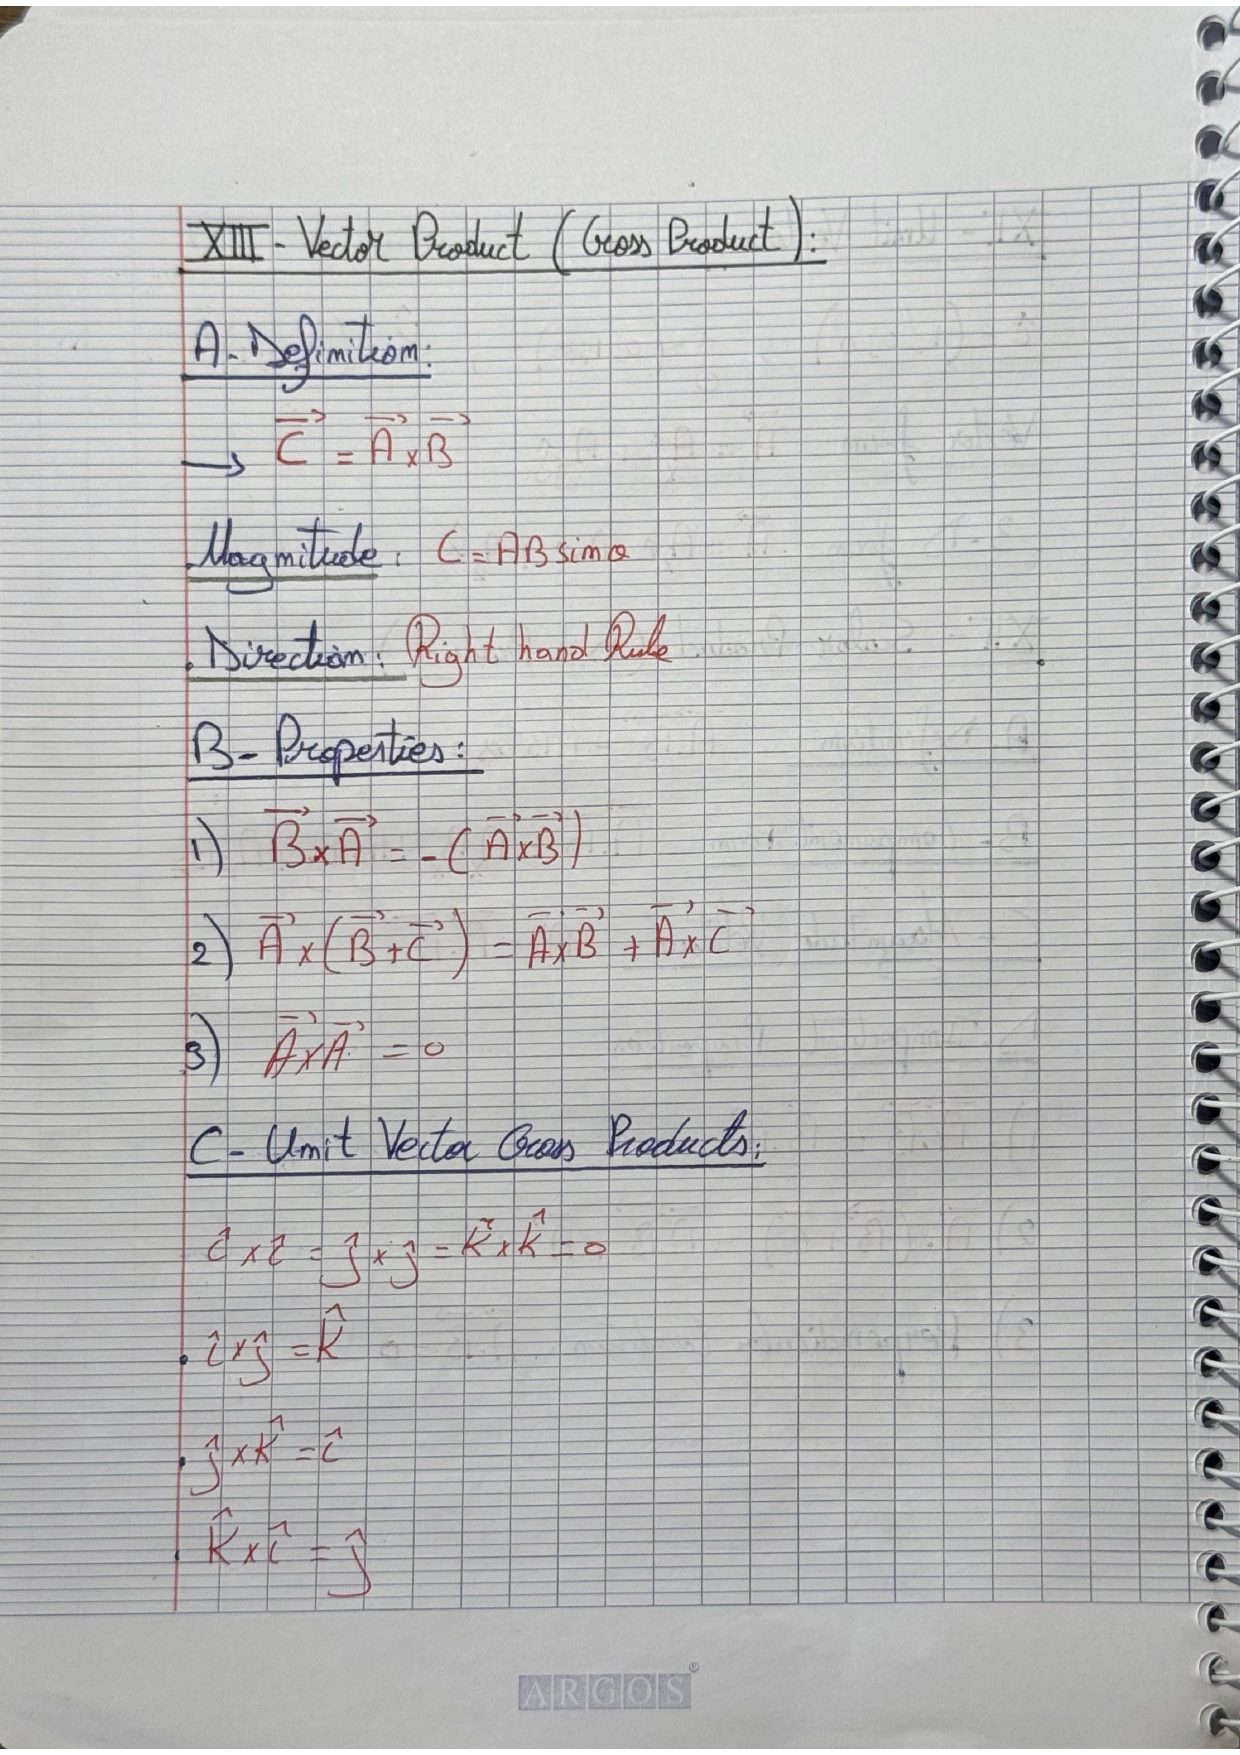 XIII - Vector Product (Cross Product):
A - Definition:
→ C⃗ = A⃗ × B⃗
. Magnitude: C = AB sin θ
. Direction: Right hand Rule
B - Properties:
1) B⃗ × A⃗ = - (A⃗ × B⃗)
2) A⃗ × (B⃗ + C⃗) = A⃗ × B⃗ + A⃗ × C⃗
3) A⃗ × A⃗ = 0
C - Unit Vector Cross Products:
î × î = ĵ × ĵ = k̂ × k̂ = 0
. î × ĵ = k̂
. ĵ × k̂ = î
. k̂ × î = ĵ
ARGOS®